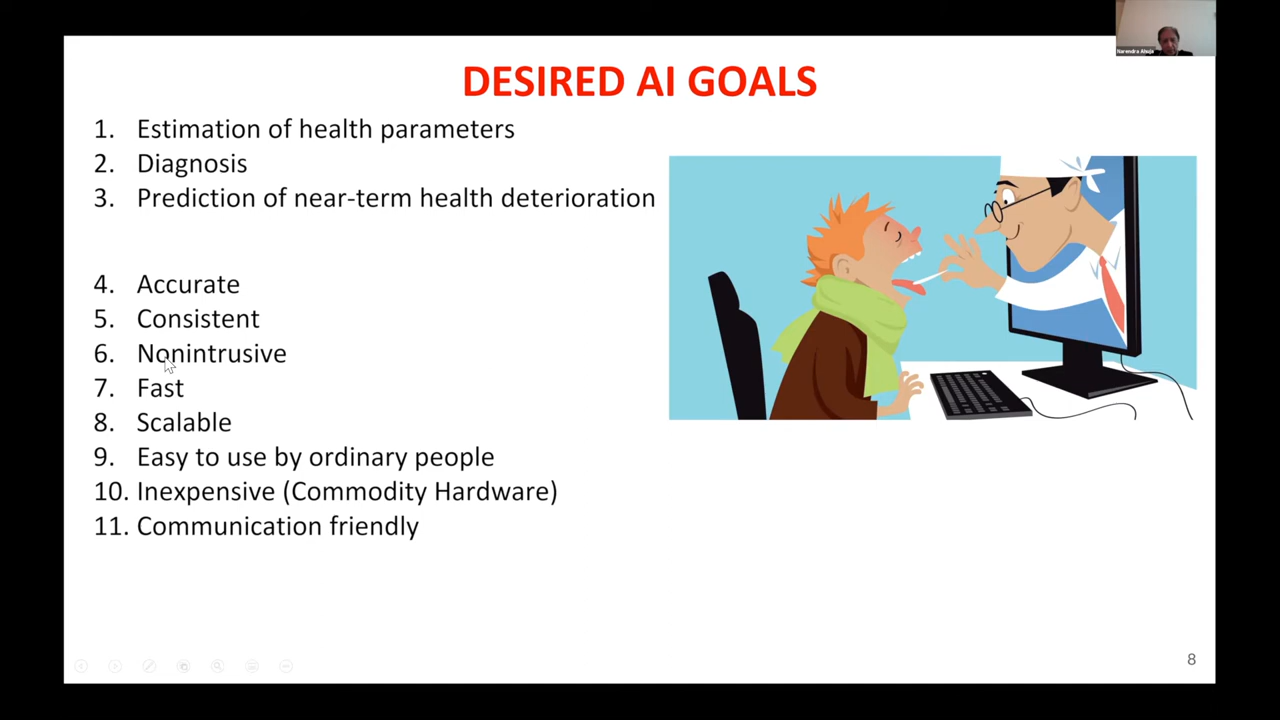 Narendra Ahuja
DESIRED AI GOALS
1. Estimation of health parameters
2. Diagnosis
3. Prediction of near-term health deterioration
4. Accurate
5. Consistent
6. Nonintrusive
7. Fast
8. Scalable
9. Easy to use by ordinary people
10. Inexpensive (Commodity Hardware)
11. Communication friendly
8